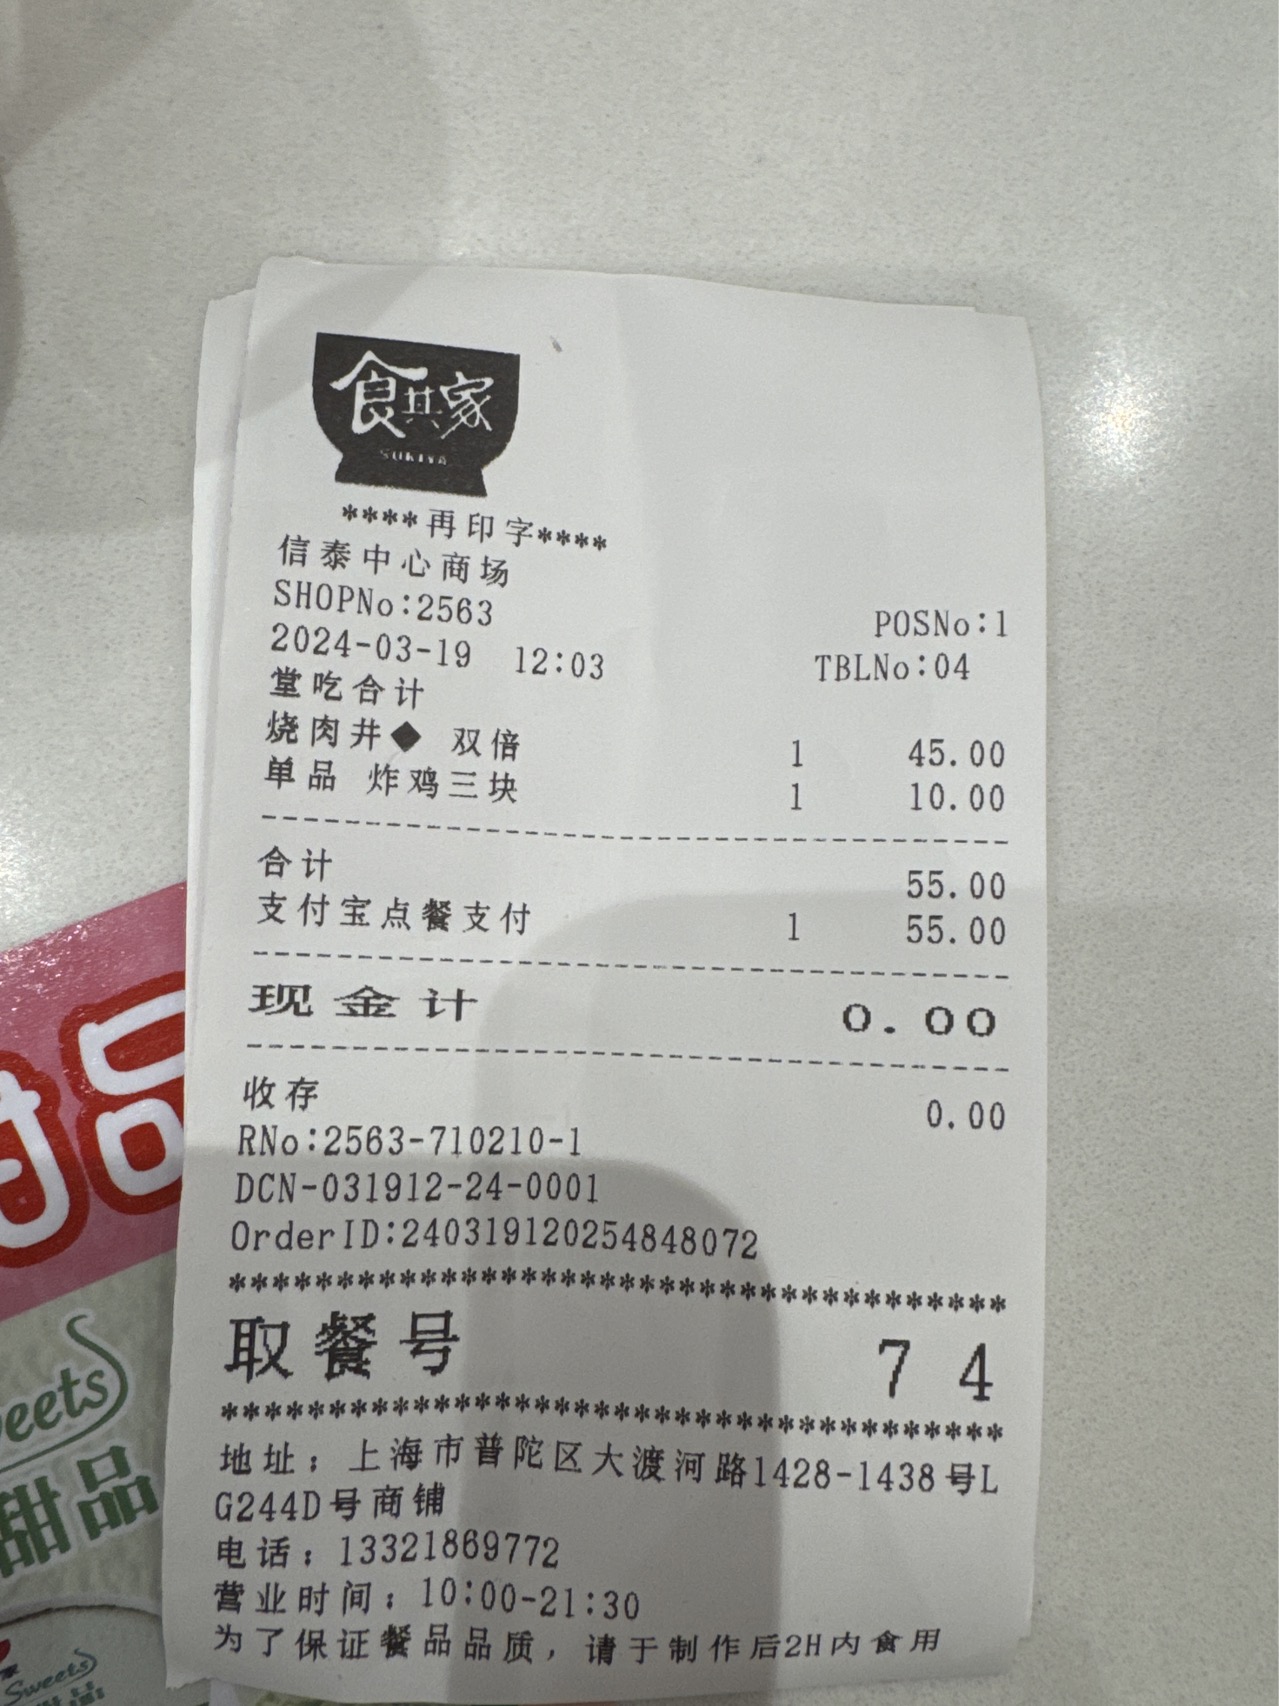 食其家
SUKIYA
****再印字****
信泰中心商场
SHOPNo:2563 POSNo:1
2024-03-19 12:03 TBLNo:04
堂吃合计
烧肉井◆ 双倍 1 45.00
单品 炸鸡三块 1 10.00
合计 55.00
支付宝点餐支付 1 55.00
现金计 0.00
收存 0.00
RNo:2563-710210-1
DCN-031912-24-0001
OrderID:240319120254848072
*************************************
取餐号 74
*************************************
地址：上海市普陀区大渡河路1428-1438号L
G244D号商铺
电话：13321869772
营业时间：10:00-21:30
为了保证餐品品质，请于制作后2H内食用
品
eets
甜品
Sweets